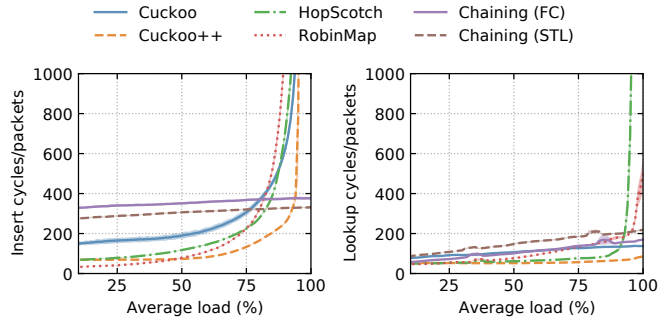 Cuckoo HopScotch Chaining (FC)
Cuckoo++ RobinMap Chaining (STL)
Insert cycles/packets
1000
800
600
400
200
0
25 50 75 100
Average load (%)
Lookup cycles/packets
1000
800
600
400
200
0
25 50 75 100
Average load (%)